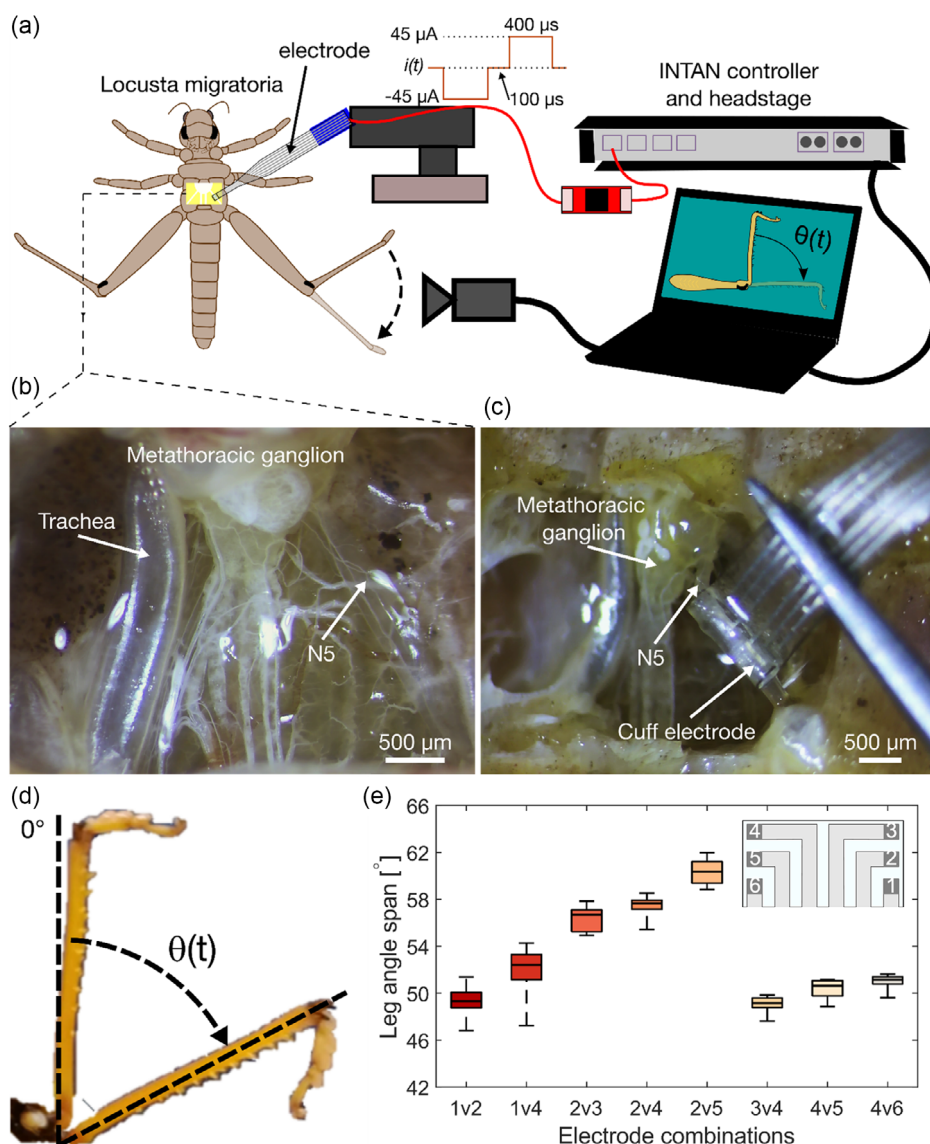 (a)
Locusta migratoria
electrode
45 µA
400 µs
i(t)
-45 µA
100 µs
INTAN controller
and headstage
θ(t)
(b)
Metathoracic ganglion
Trachea
N5
500 µm
(c)
Metathoracic
ganglion
N5
Cuff electrode
500 µm
(d)
0°
θ(t)
(e)
Leg angle span [°]
66
62
58
54
50
46
42
4
3
5
2
6
1
1v2
1v4
2v3
2v4
2v5
3v4
4v5
4v6
Electrode combinations